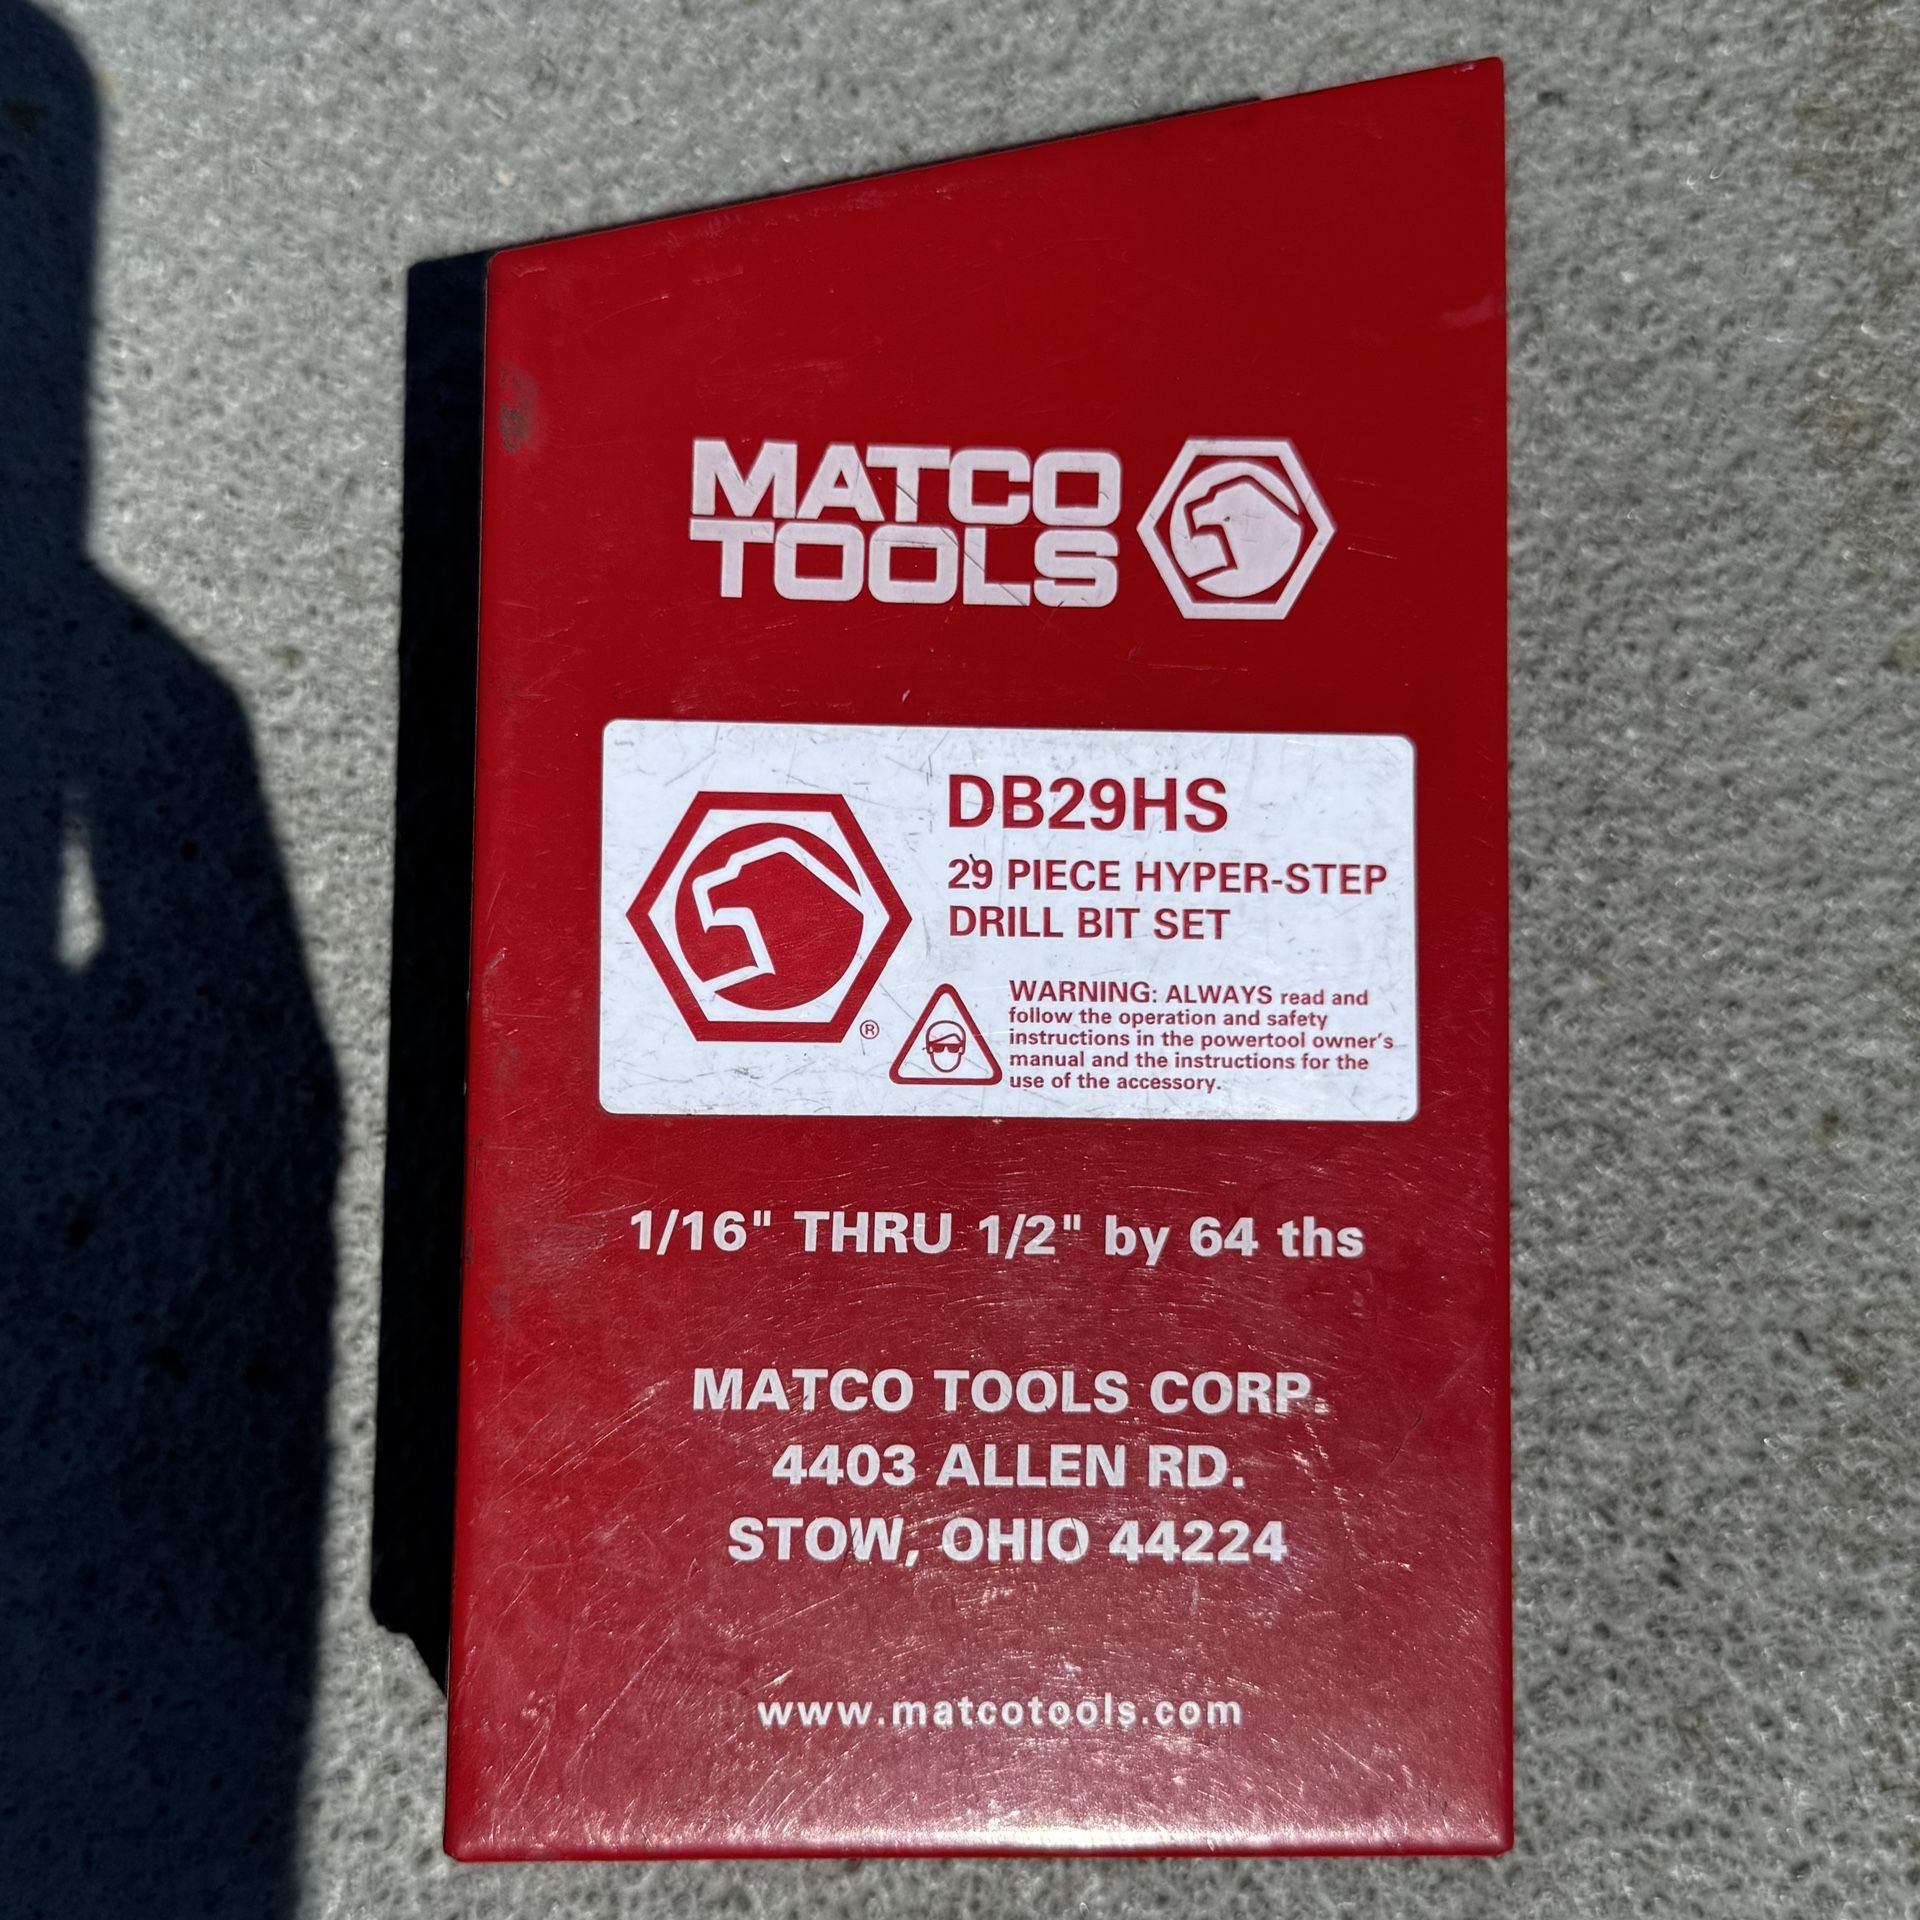 MATCO
TOOLS
DB29HS
29 PIECE HYPER-STEP
DRILL BIT SET
®
WARNING: ALWAYS read and
follow the operation and safety
instructions in the powertool owner's
manual and the instructions for the
use of the accessory.
1/16" THRU 1/2" by 64 ths
MATCO TOOLS CORP.
4403 ALLEN RD.
STOW, OHIO 44224
www.matcotools.com